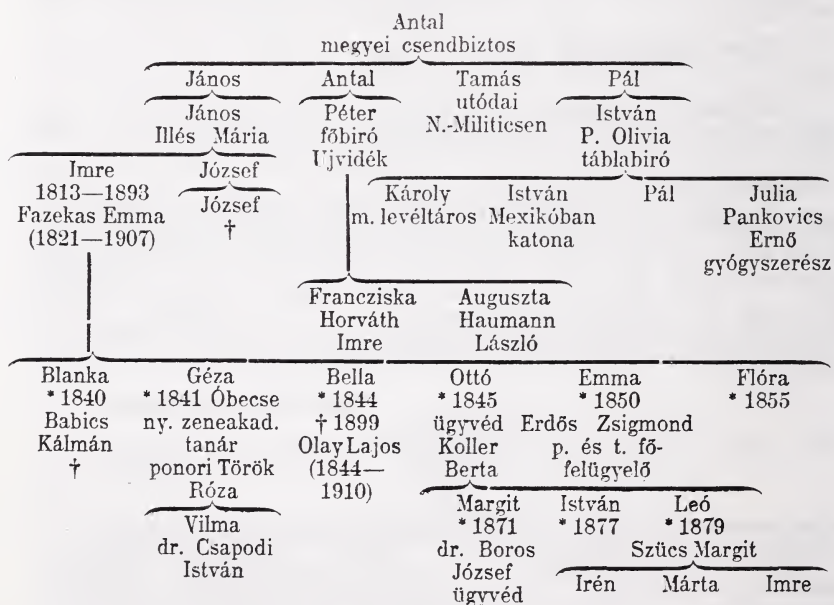 Antal
megyei csendbiztos
János Antal Tamás Pál
János Péter utódai István
Illés Mária főbiró N.-Militicsen P. Olivia
Ujvidék táblabiró
Imre József
1813—1893 József
Fazekas Emma †
(1821—1907)
Károly István Pál Julia
m. levéltáros Mexikóban Pankovics
katona Ernő
gyógyszerész
Francziska Auguszta
Horváth Haumann
Imre László
Blanka Géza Bella Ottó Emma Flóra
* 1840 * 1841 Óbecse * 1844 * 1845 * 1850 * 1855
Babics ny. zeneakad. † 1899 ügyvéd Erdős Zsigmond
Kálmán tanár Olay Lajos Koller p. és t. fő-
† ponori Török (1844— Berta felügyelő
Róza 1910)
Margit István Leó
Vilma * 1871 * 1877 * 1879
dr. Csapodi dr. Boros Szücs Margit
István József
ügyvéd Irén Márta Imre